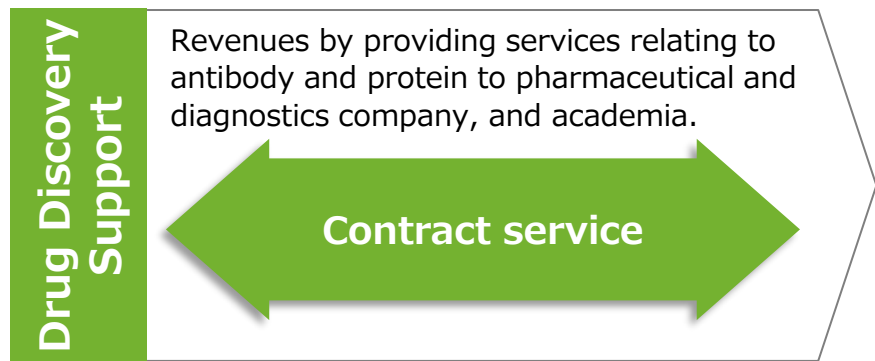 Drug Discovery
Support
Revenues by providing services relating to
antibody and protein to pharmaceutical and
diagnostics company, and academia.
Contract service